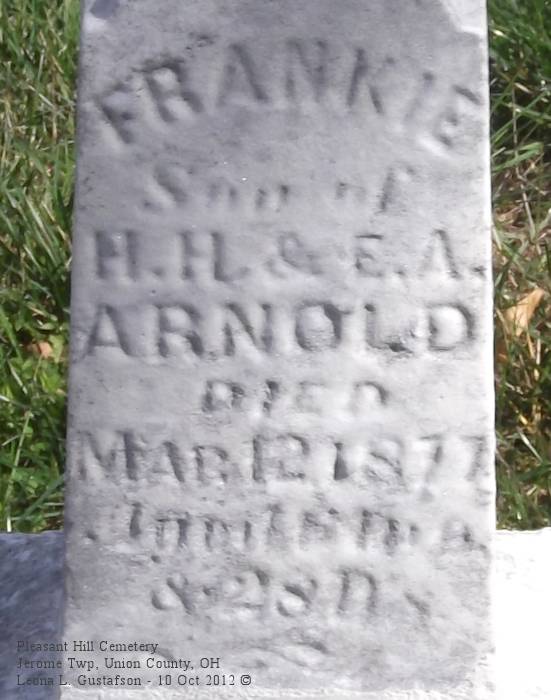 FRANKIE
Son of
H.H. & E.A.
ARNOLD
DIED
MAR. 12 1877
& 28 D's
Pleasant Hill Cemetery
Jerome Twp, Union County, OH
Leona L. Gustafson - 10 Oct 2012 ©